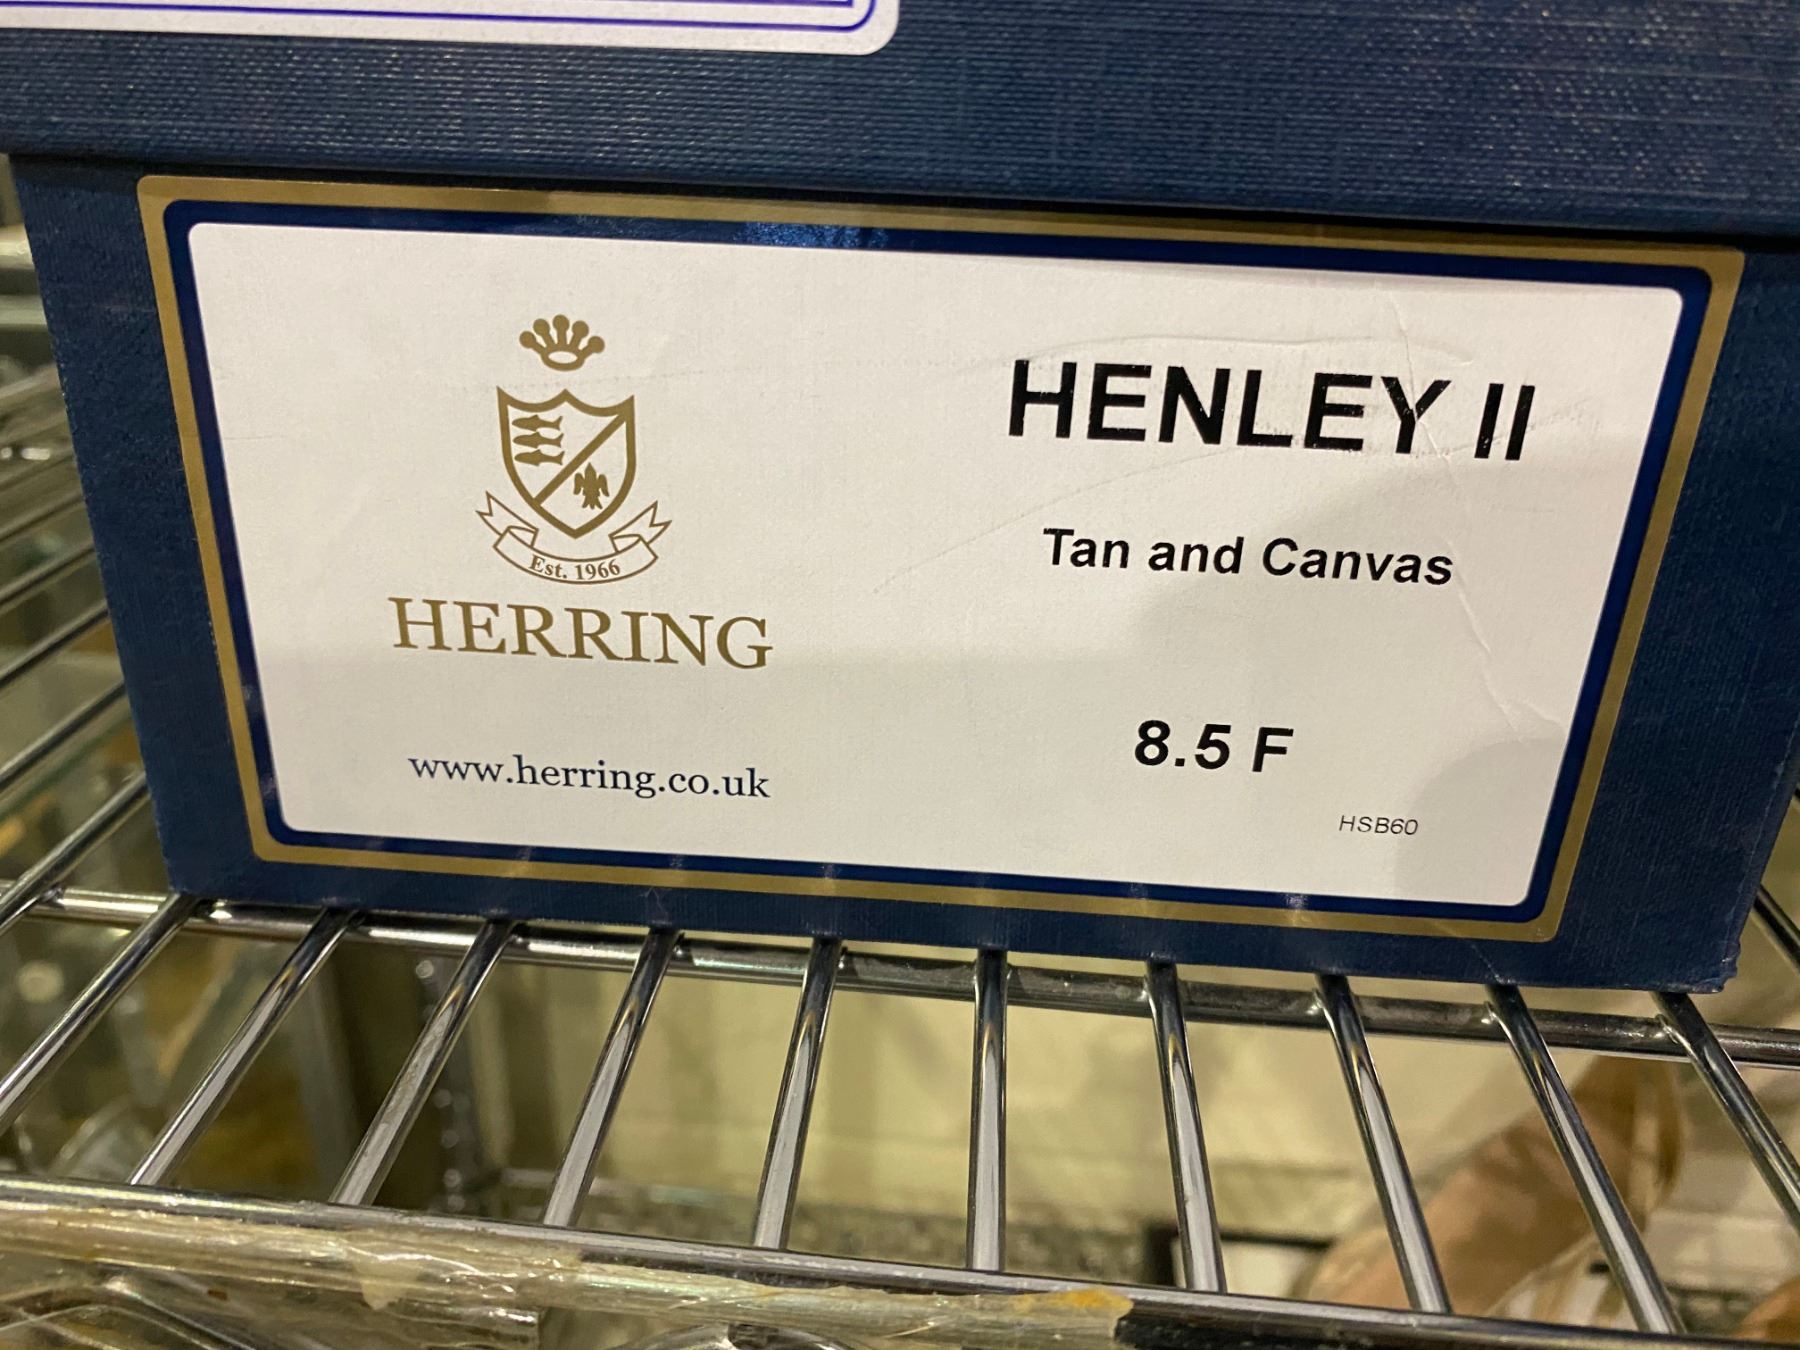 HENLEY II
Tan and Canvas
Est. 1966
HERRING
8.5 F
www.herring.co.uk
HSB60